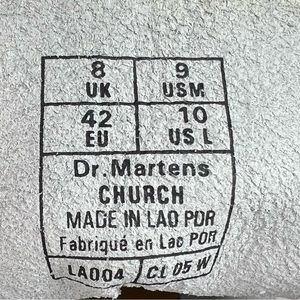 8 9
UK USM
42 10
EU US L
Dr.Martens
CHURCH
MADE IN LAO PDR
Fabriqué en Lao PDR
LA004 / CL 05 W